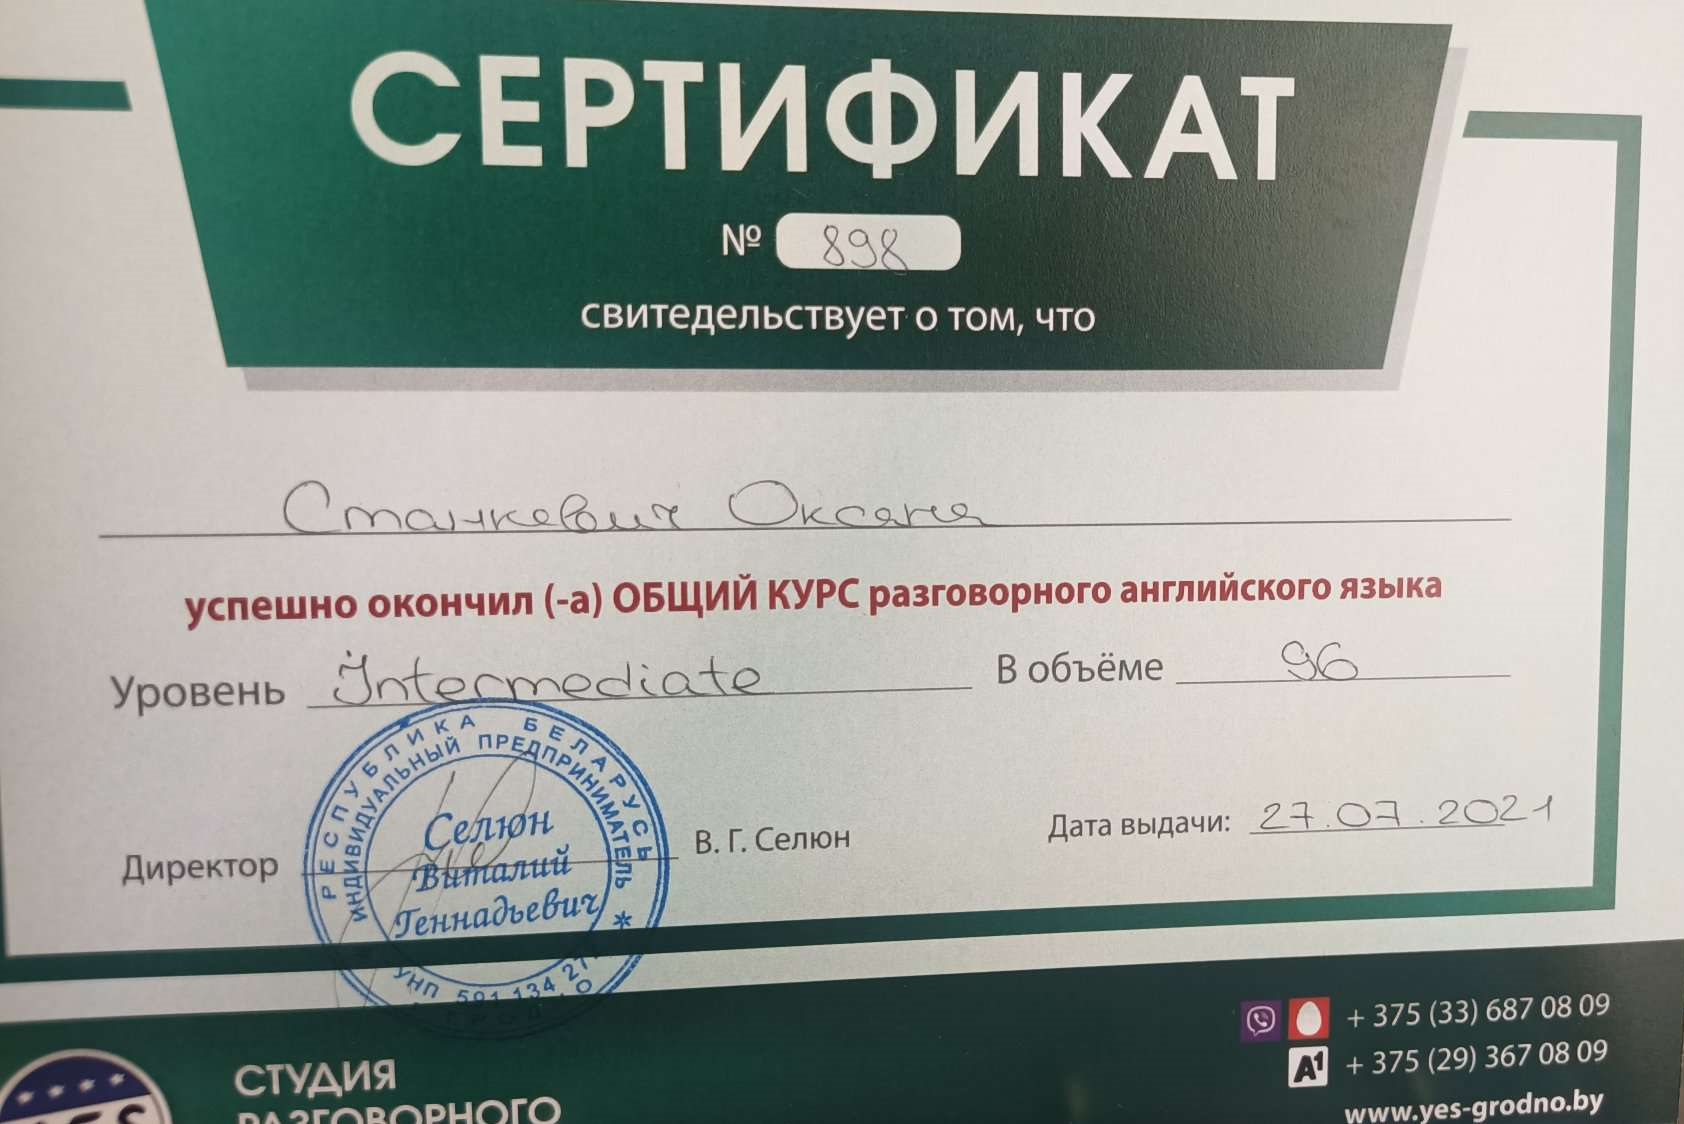 СЕРТИФИКАТ
№ 898
свитедельствует о том, что
Станкевич Оксана
успешно окончил (-а) ОБЩИЙ КУРС разговорного английского языка
Уровень Intermediate В объёме 96
РЕСПУБЛИКА БЕЛАРУСЬ
ИНДИВИДУАЛЬНЫЙ ПРЕДПРИНИМАТЕЛЬ
Селюн
Виталий
Геннадьевич
УНП 591 134 27
Директор В. Г. Селюн Дата выдачи: 27.07.2021
+ 375 (33) 687 08 09
A1 + 375 (29) 367 08 09
www.yes-grodno.by
СТУДИЯ
РАЗГОВОРНОГО